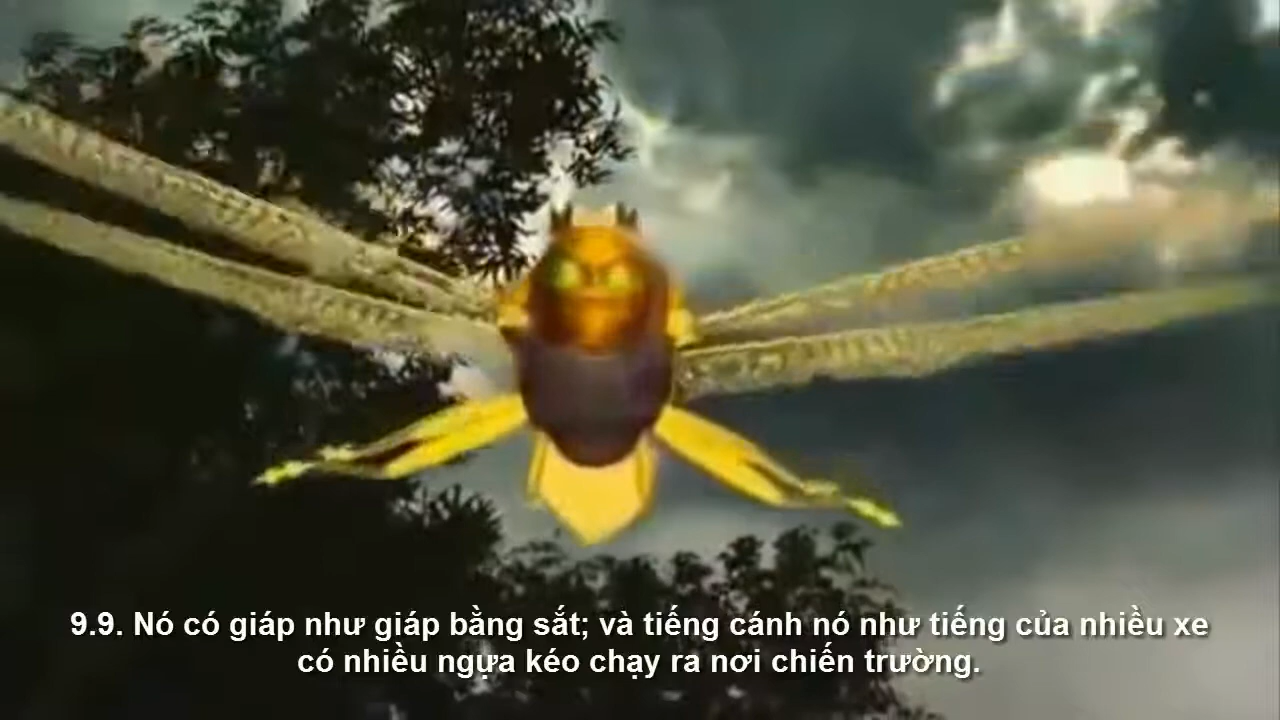 9.9. Nó có giáp như giáp bằng sắt; và tiếng cánh nó như tiếng của nhiều xe
có nhiều ngựa kéo chạy ra nơi chiến trường.